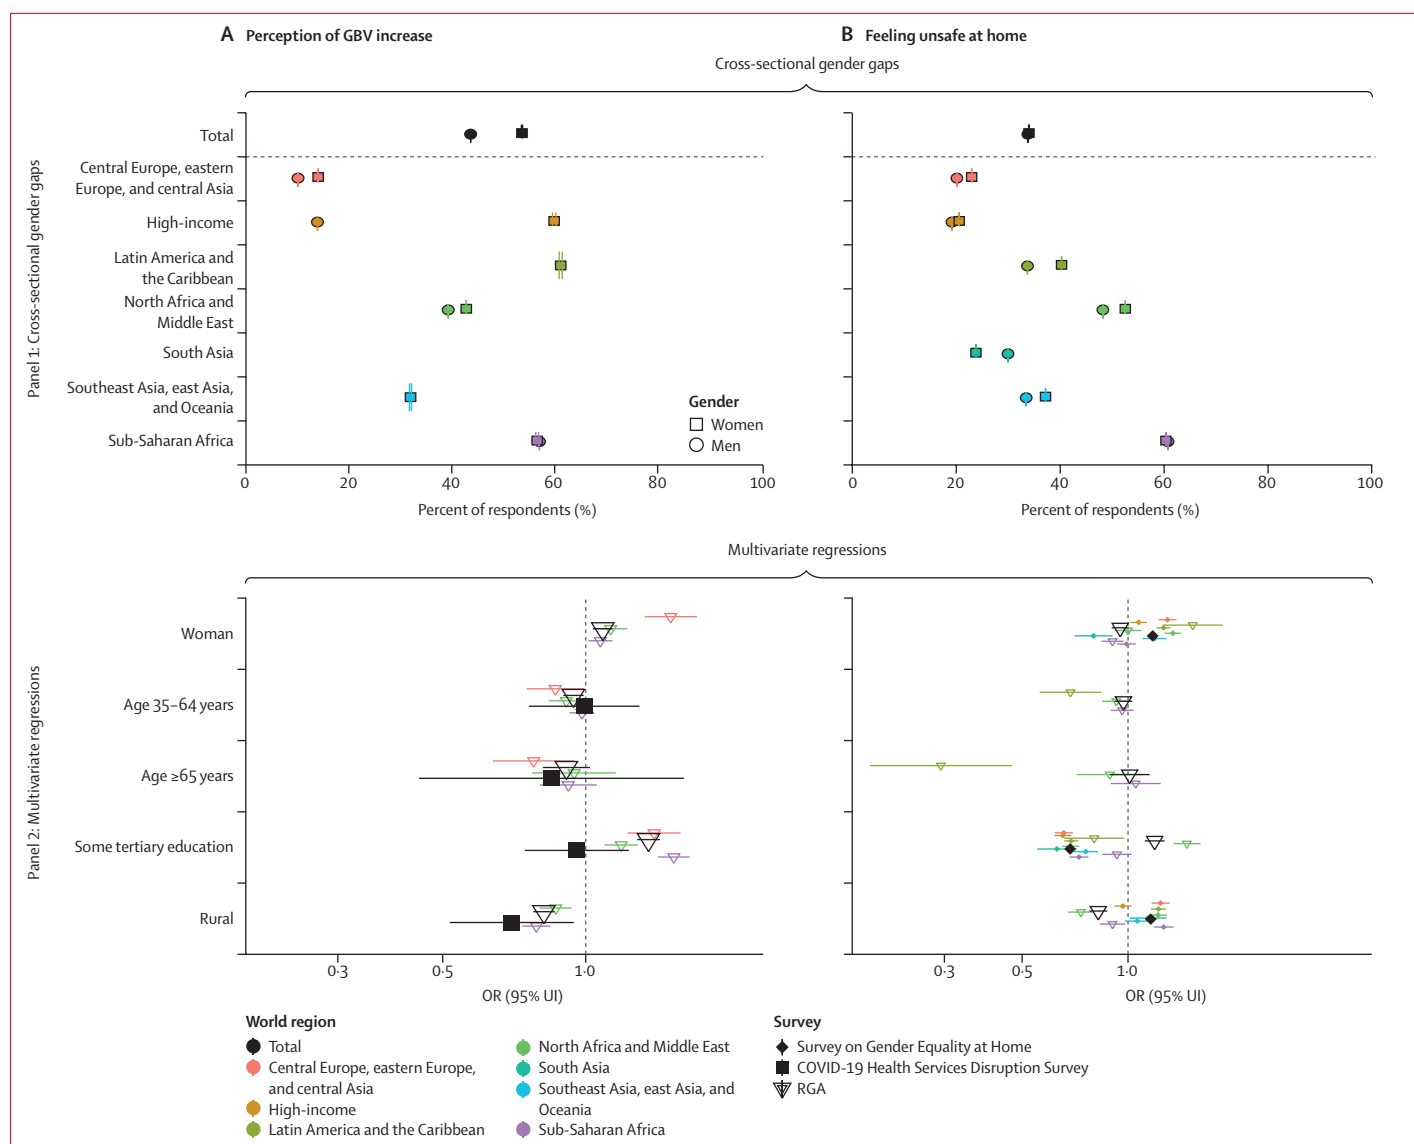 A Perception of GBV increase
B Feeling unsafe at home
Cross-sectional gender gaps
Panel 1: Cross-sectional gender gaps
Total
Central Europe, eastern
Europe, and central Asia
High-income
Latin America and
the Caribbean
North Africa and
Middle East
South Asia
Southeast Asia, east Asia,
and Oceania
Sub-Saharan Africa
Gender
Women
Men
0 20 40 60 80 100
Percent of respondents (%)
0 20 40 60 80 100
Percent of respondents (%)
Multivariate regressions
Panel 2: Multivariate regressions
Woman
Age 35–64 years
Age ≥65 years
Some tertiary education
Rural
0·3 0·5 1·0
OR (95% UI)
0·3 0·5 1·0
OR (95% UI)
World region
Total
Central Europe, eastern Europe,
and central Asia
High-income
Latin America and the Caribbean
North Africa and Middle East
South Asia
Southeast Asia, east Asia, and
Oceania
Sub-Saharan Africa
Survey
Survey on Gender Equality at Home
COVID-19 Health Services Disruption Survey
RGA